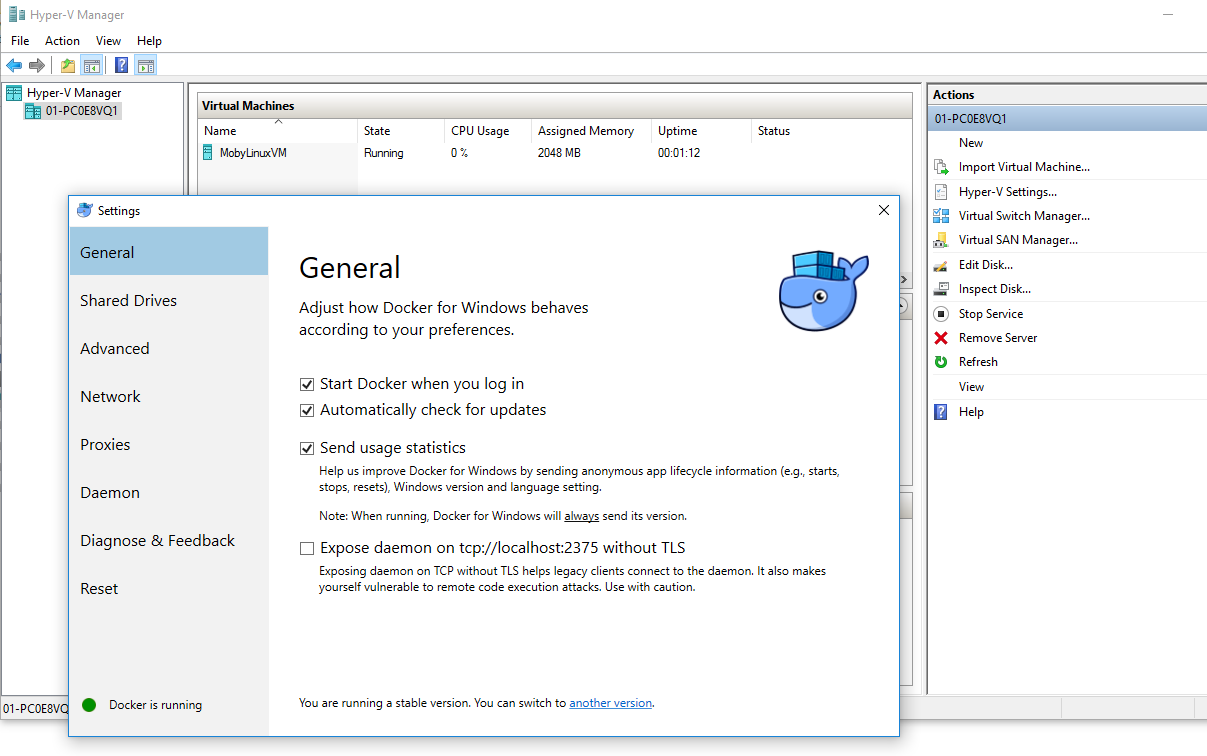 Hyper-V Manager
File Action View Help
Hyper-V Manager
01-PC0E8VQ1
Virtual Machines
Name State CPU Usage Assigned Memory Uptime Status
MobyLinuxVM Running 0 % 2048 MB 00:01:12
Actions
01-PC0E8VQ1
New
Import Virtual Machine...
Hyper-V Settings...
Virtual Switch Manager...
Virtual SAN Manager...
Edit Disk...
Inspect Disk...
Stop Service
Remove Server
Refresh
View
Help
Settings
General
Shared Drives
Advanced
Network
Proxies
Daemon
Diagnose & Feedback
Reset
Docker is running
General
Adjust how Docker for Windows behaves
according to your preferences.
Start Docker when you log in
Automatically check for updates
Send usage statistics
Help us improve Docker for Windows by sending anonymous app lifecycle information (e.g., starts,
stops, resets), Windows version and language setting.
Note: When running, Docker for Windows will always send its version.
Expose daemon on tcp://localhost:2375 without TLS
Exposing daemon on TCP without TLS helps legacy clients connect to the daemon. It also makes
yourself vulnerable to remote code execution attacks. Use with caution.
You are running a stable version. You can switch to another version.
01-PC0E8VQ